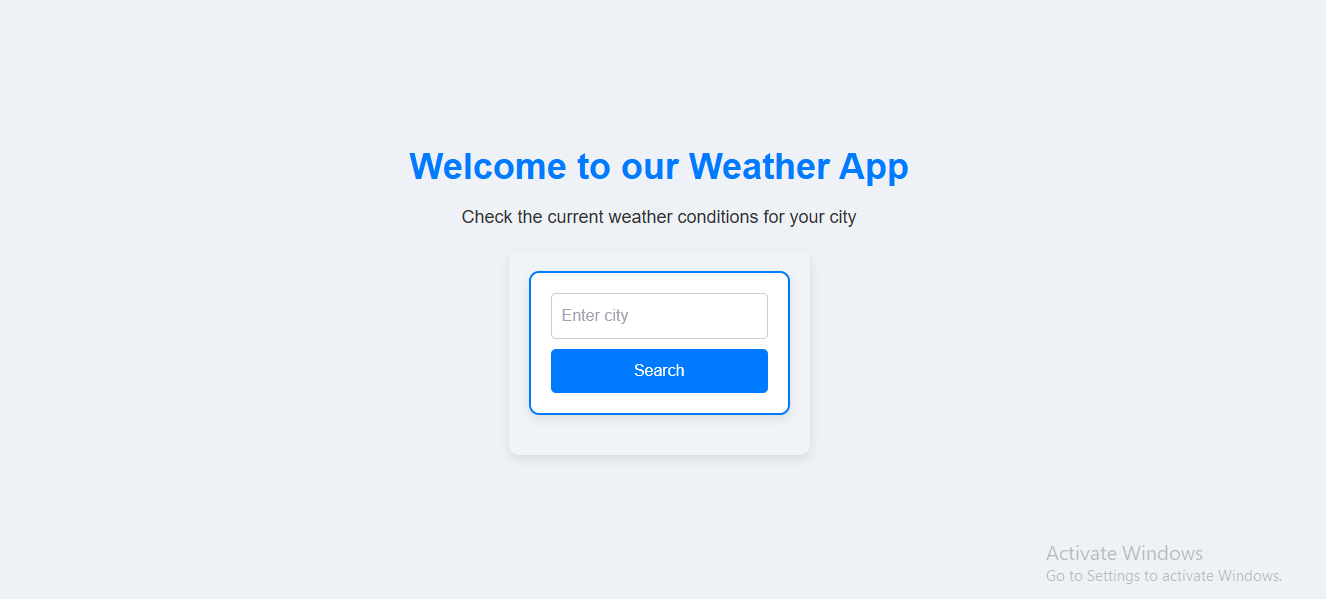 Welcome to our Weather App
Check the current weather conditions for your city
Enter city
Search
Activate Windows
Go to Settings to activate Windows.